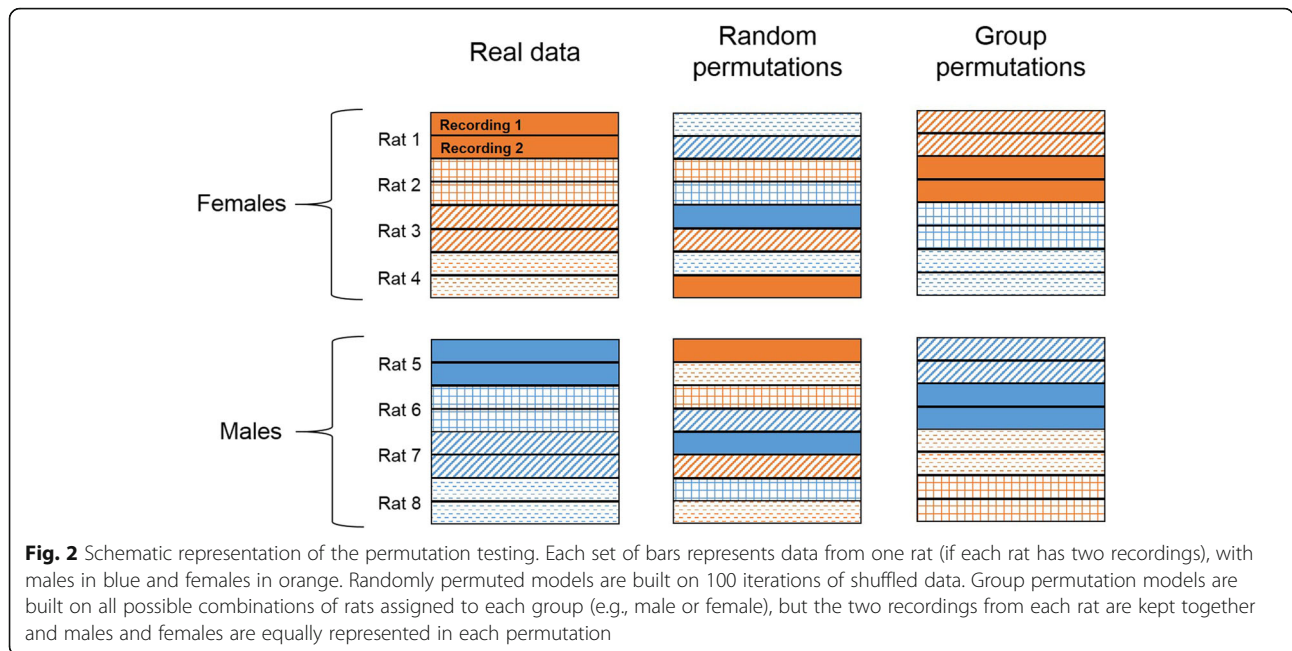 Real data
Random
permutations
Group
permutations
Females
Rat 1
Recording 1
Recording 2
Rat 2
Rat 3
Rat 4
Males
Rat 5
Rat 6
Rat 7
Rat 8
Fig. 2 Schematic representation of the permutation testing. Each set of bars represents data from one rat (if each rat has two recordings), with
males in blue and females in orange. Randomly permuted models are built on 100 iterations of shuffled data. Group permutation models are
built on all possible combinations of rats assigned to each group (e.g., male or female), but the two recordings from each rat are kept together
and males and females are equally represented in each permutation